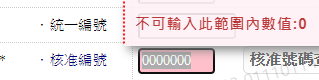 · 統一編號
不可輸入此範圍內數值:0
* · 核准編號 0000000 核准號碼